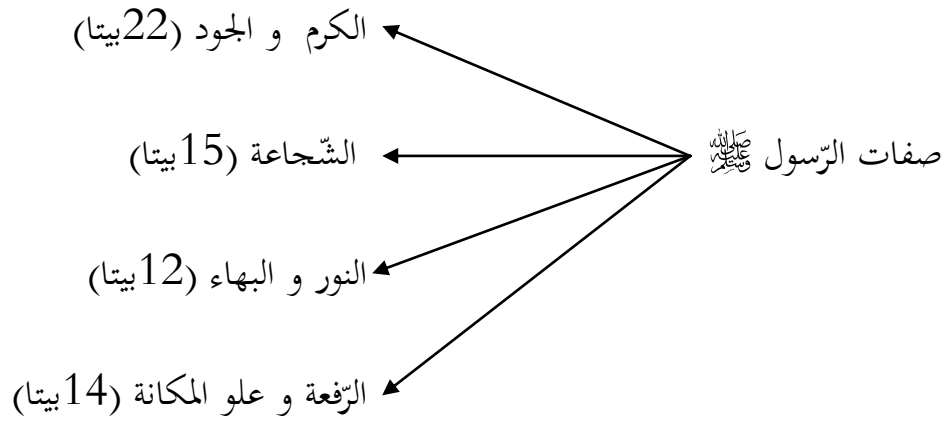 صفات الرّسول ﷺ
الكرم و الجود (22بيتا)
الشّجاعة (15بيتا)
النور و البهاء (12بيتا)
الرّفعة و علو المكانة (14بيتا)